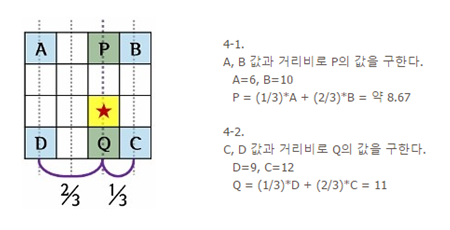 A P B
D Q C
2/3 1/3
4-1.
A, B 값과 거리비로 P의 값을 구한다.
A=6, B=10
P = (1/3)*A + (2/3)*B = 약 8.67
4-2.
C, D 값과 거리비로 Q의 값을 구한다.
D=9, C=12
Q = (1/3)*D + (2/3)*C = 11